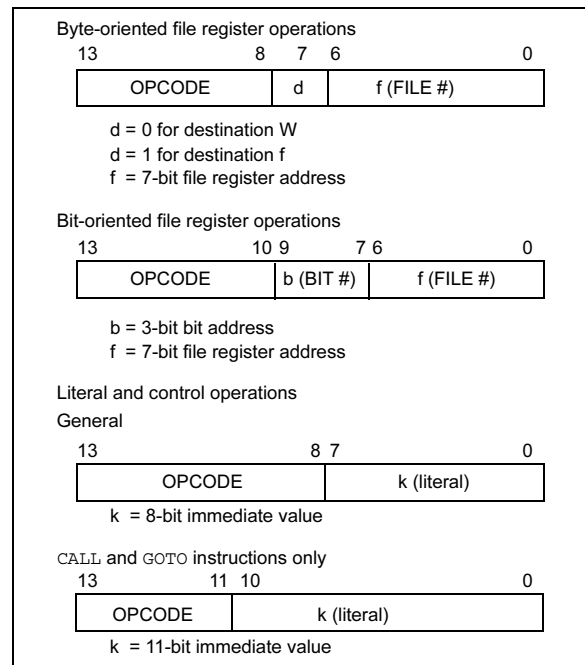 Byte-oriented file register operations
13 8 7 6 0
OPCODE d f (FILE #)
d = 0 for destination W
d = 1 for destination f
f = 7-bit file register address
Bit-oriented file register operations
13 10 9 7 6 0
OPCODE b (BIT #) f (FILE #)
b = 3-bit bit address
f = 7-bit file register address
Literal and control operations
General
13 8 7 0
OPCODE k (literal)
k = 8-bit immediate value
CALL and GOTO instructions only
13 11 10 0
OPCODE k (literal)
k = 11-bit immediate value